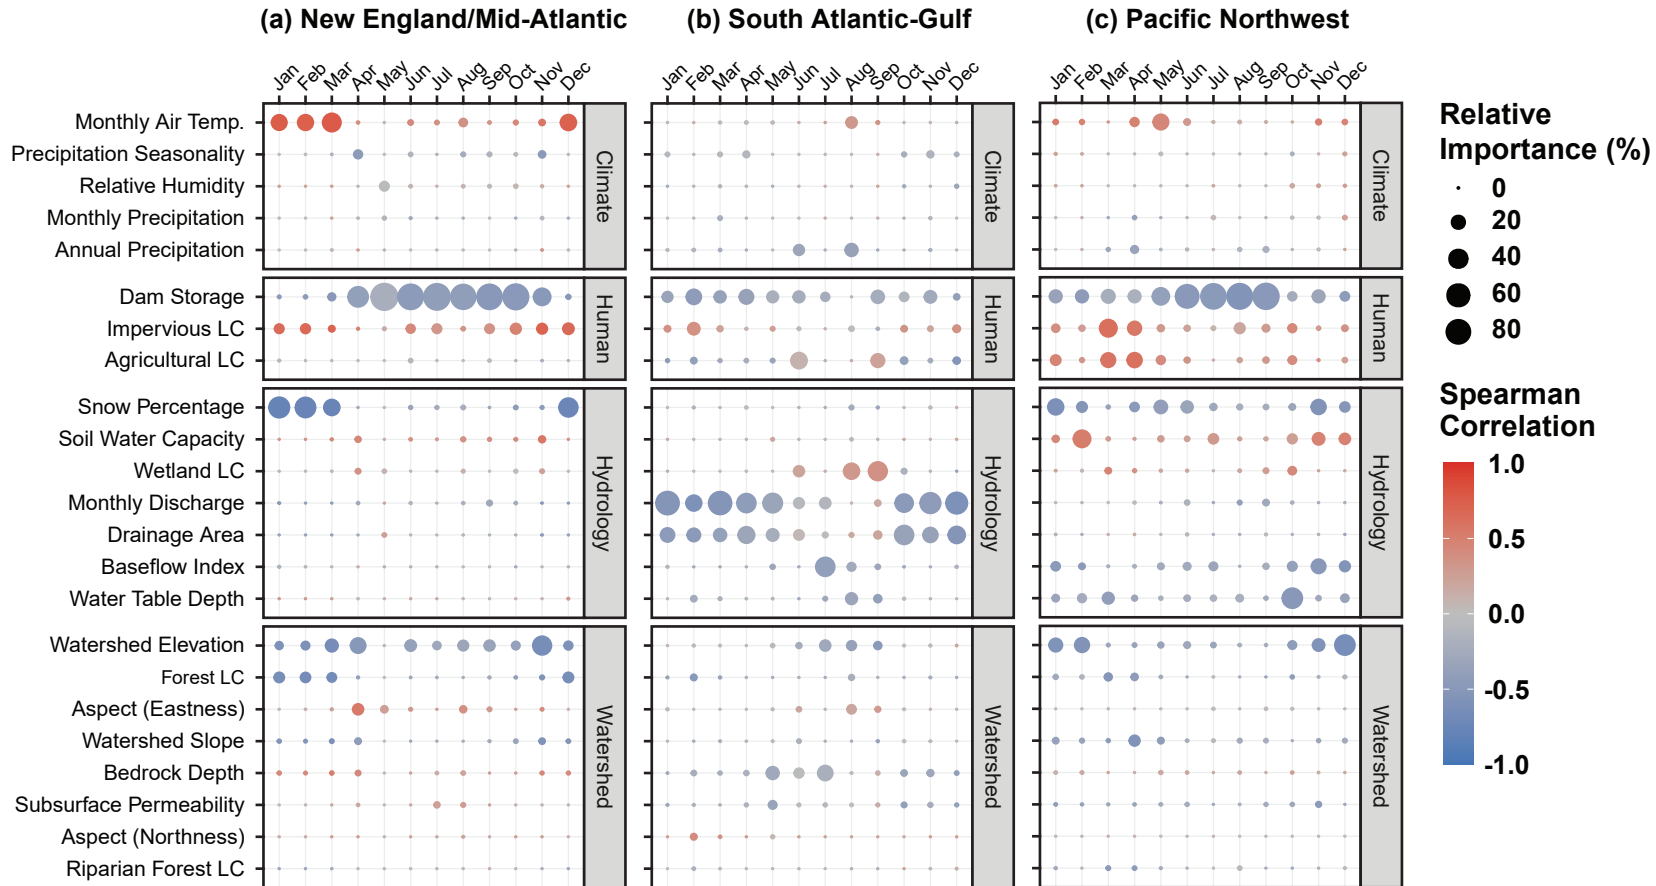 (a) New England/Mid-Atlantic
(b) South Atlantic-Gulf
(c) Pacific Northwest
Jan Feb Mar Apr May Jun Jul Aug Sep Oct Nov Dec
Jan Feb Mar Apr May Jun Jul Aug Sep Oct Nov Dec
Jan Feb Mar Apr May Jun Jul Aug Sep Oct Nov Dec
Monthly Air Temp.
Precipitation Seasonality
Relative Humidity
Monthly Precipitation
Annual Precipitation
Climate
Climate
Climate
Dam Storage
Impervious LC
Agricultural LC
Human
Human
Human
Snow Percentage
Soil Water Capacity
Wetland LC
Monthly Discharge
Drainage Area
Baseflow Index
Water Table Depth
Hydrology
Hydrology
Hydrology
Watershed Elevation
Forest LC
Aspect (Eastness)
Watershed Slope
Bedrock Depth
Subsurface Permeability
Aspect (Northness)
Riparian Forest LC
Watershed
Watershed
Watershed
Relative
Importance (%)
0
20
40
60
80
Spearman
Correlation
1.0
0.5
0.0
-0.5
-1.0